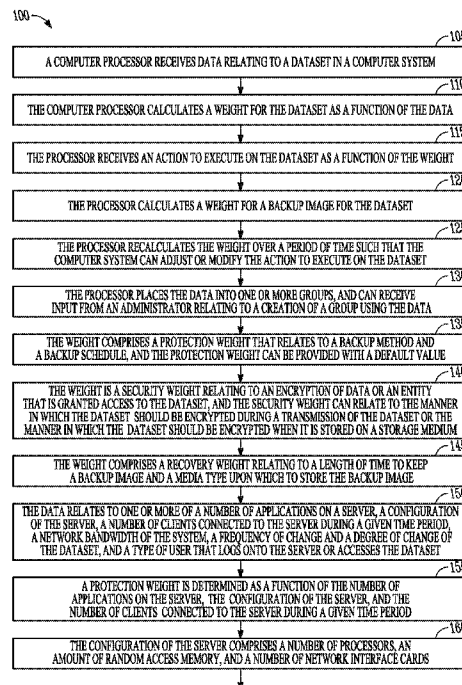 100
105
A COMPUTER PROCESSOR RECEIVES DATA RELATING TO A DATASET IN A COMPUTER SYSTEM
110
THE COMPUTER PROCESSOR CALCULATES A WEIGHT FOR THE DATASET AS A FUNCTION OF THE DATA
115
THE PROCESSOR RECEIVES AN ACTION TO EXECUTE ON THE DATASET AS A FUNCTION OF THE WEIGHT
120
THE PROCESSOR CALCULATES A WEIGHT FOR A BACKUP IMAGE FOR THE DATASET
125
THE PROCESSOR RECALCULATES THE WEIGHT OVER A PERIOD OF TIME SUCH THAT THE
COMPUTER SYSTEM CAN ADJUST OR MODIFY THE ACTION TO EXECUTE ON THE DATASET
130
THE PROCESSOR PLACES THE DATA INTO ONE OR MORE GROUPS, AND CAN RECEIVE
INPUT FROM AN ADMINISTRATOR RELATING TO A CREATION OF A GROUP USING THE DATA
135
THE WEIGHT COMPRISES A PROTECTION WEIGHT THAT RELATES TO A BACKUP METHOD AND
A BACKUP SCHEDULE, AND THE PROTECTION WEIGHT CAN BE PROVIDED WITH A DEFAULT VALUE
140
THE WEIGHT IS A SECURITY WEIGHT RELATING TO AN ENCRYPTION OF DATA OR AN ENTITY
THAT IS GRANTED ACCESS TO THE DATASET, AND THE SECURITY WEIGHT CAN RELATE TO THE MANNER
IN WHICH THE DATASET SHOULD BE ENCRYPTED DURING A TRANSMISSION OF THE DATASET OR THE
MANNER IN WHICH THE DATASET SHOULD BE ENCRYPTED WHEN IT IS STORED ON A STORAGE MEDIUM
145
THE WEIGHT COMPRISES A RECOVERY WEIGHT RELATING TO A LENGTH OF TIME TO KEEP
A BACKUP IMAGE AND A MEDIA TYPE UPON WHICH TO STORE THE BACKUP IMAGE
150
THE DATA RELATES TO ONE OR MORE OF A NUMBER OF APPLICATIONS ON A SERVER, A CONFIGURATION
OF THE SERVER, A NUMBER OF CLIENTS CONNECTED TO THE SERVER DURING A GIVEN TIME PERIOD,
A NETWORK BANDWIDTH OF THE SYSTEM, A FREQUENCY OF CHANGE AND A DEGREE OF CHANGE OF
THE DATASET, AND A TYPE OF USER THAT LOGS ONTO THE SERVER OR ACCESSES THE DATASET
155
A PROTECTION WEIGHT IS DETERMINED AS A FUNCTION OF THE NUMBER OF
APPLICATIONS ON THE SERVER, THE CONFIGURATION OF THE SERVER, AND THE
NUMBER OF CLIENTS CONNECTED TO THE SERVER DURING A GIVEN TIME PERIOD
160
THE CONFIGURATION OF THE SERVER COMPRISES A NUMBER OF PROCESSORS, AN
AMOUNT OF RANDOM ACCESS MEMORY, AND A NUMBER OF NETWORK INTERFACE CARDS